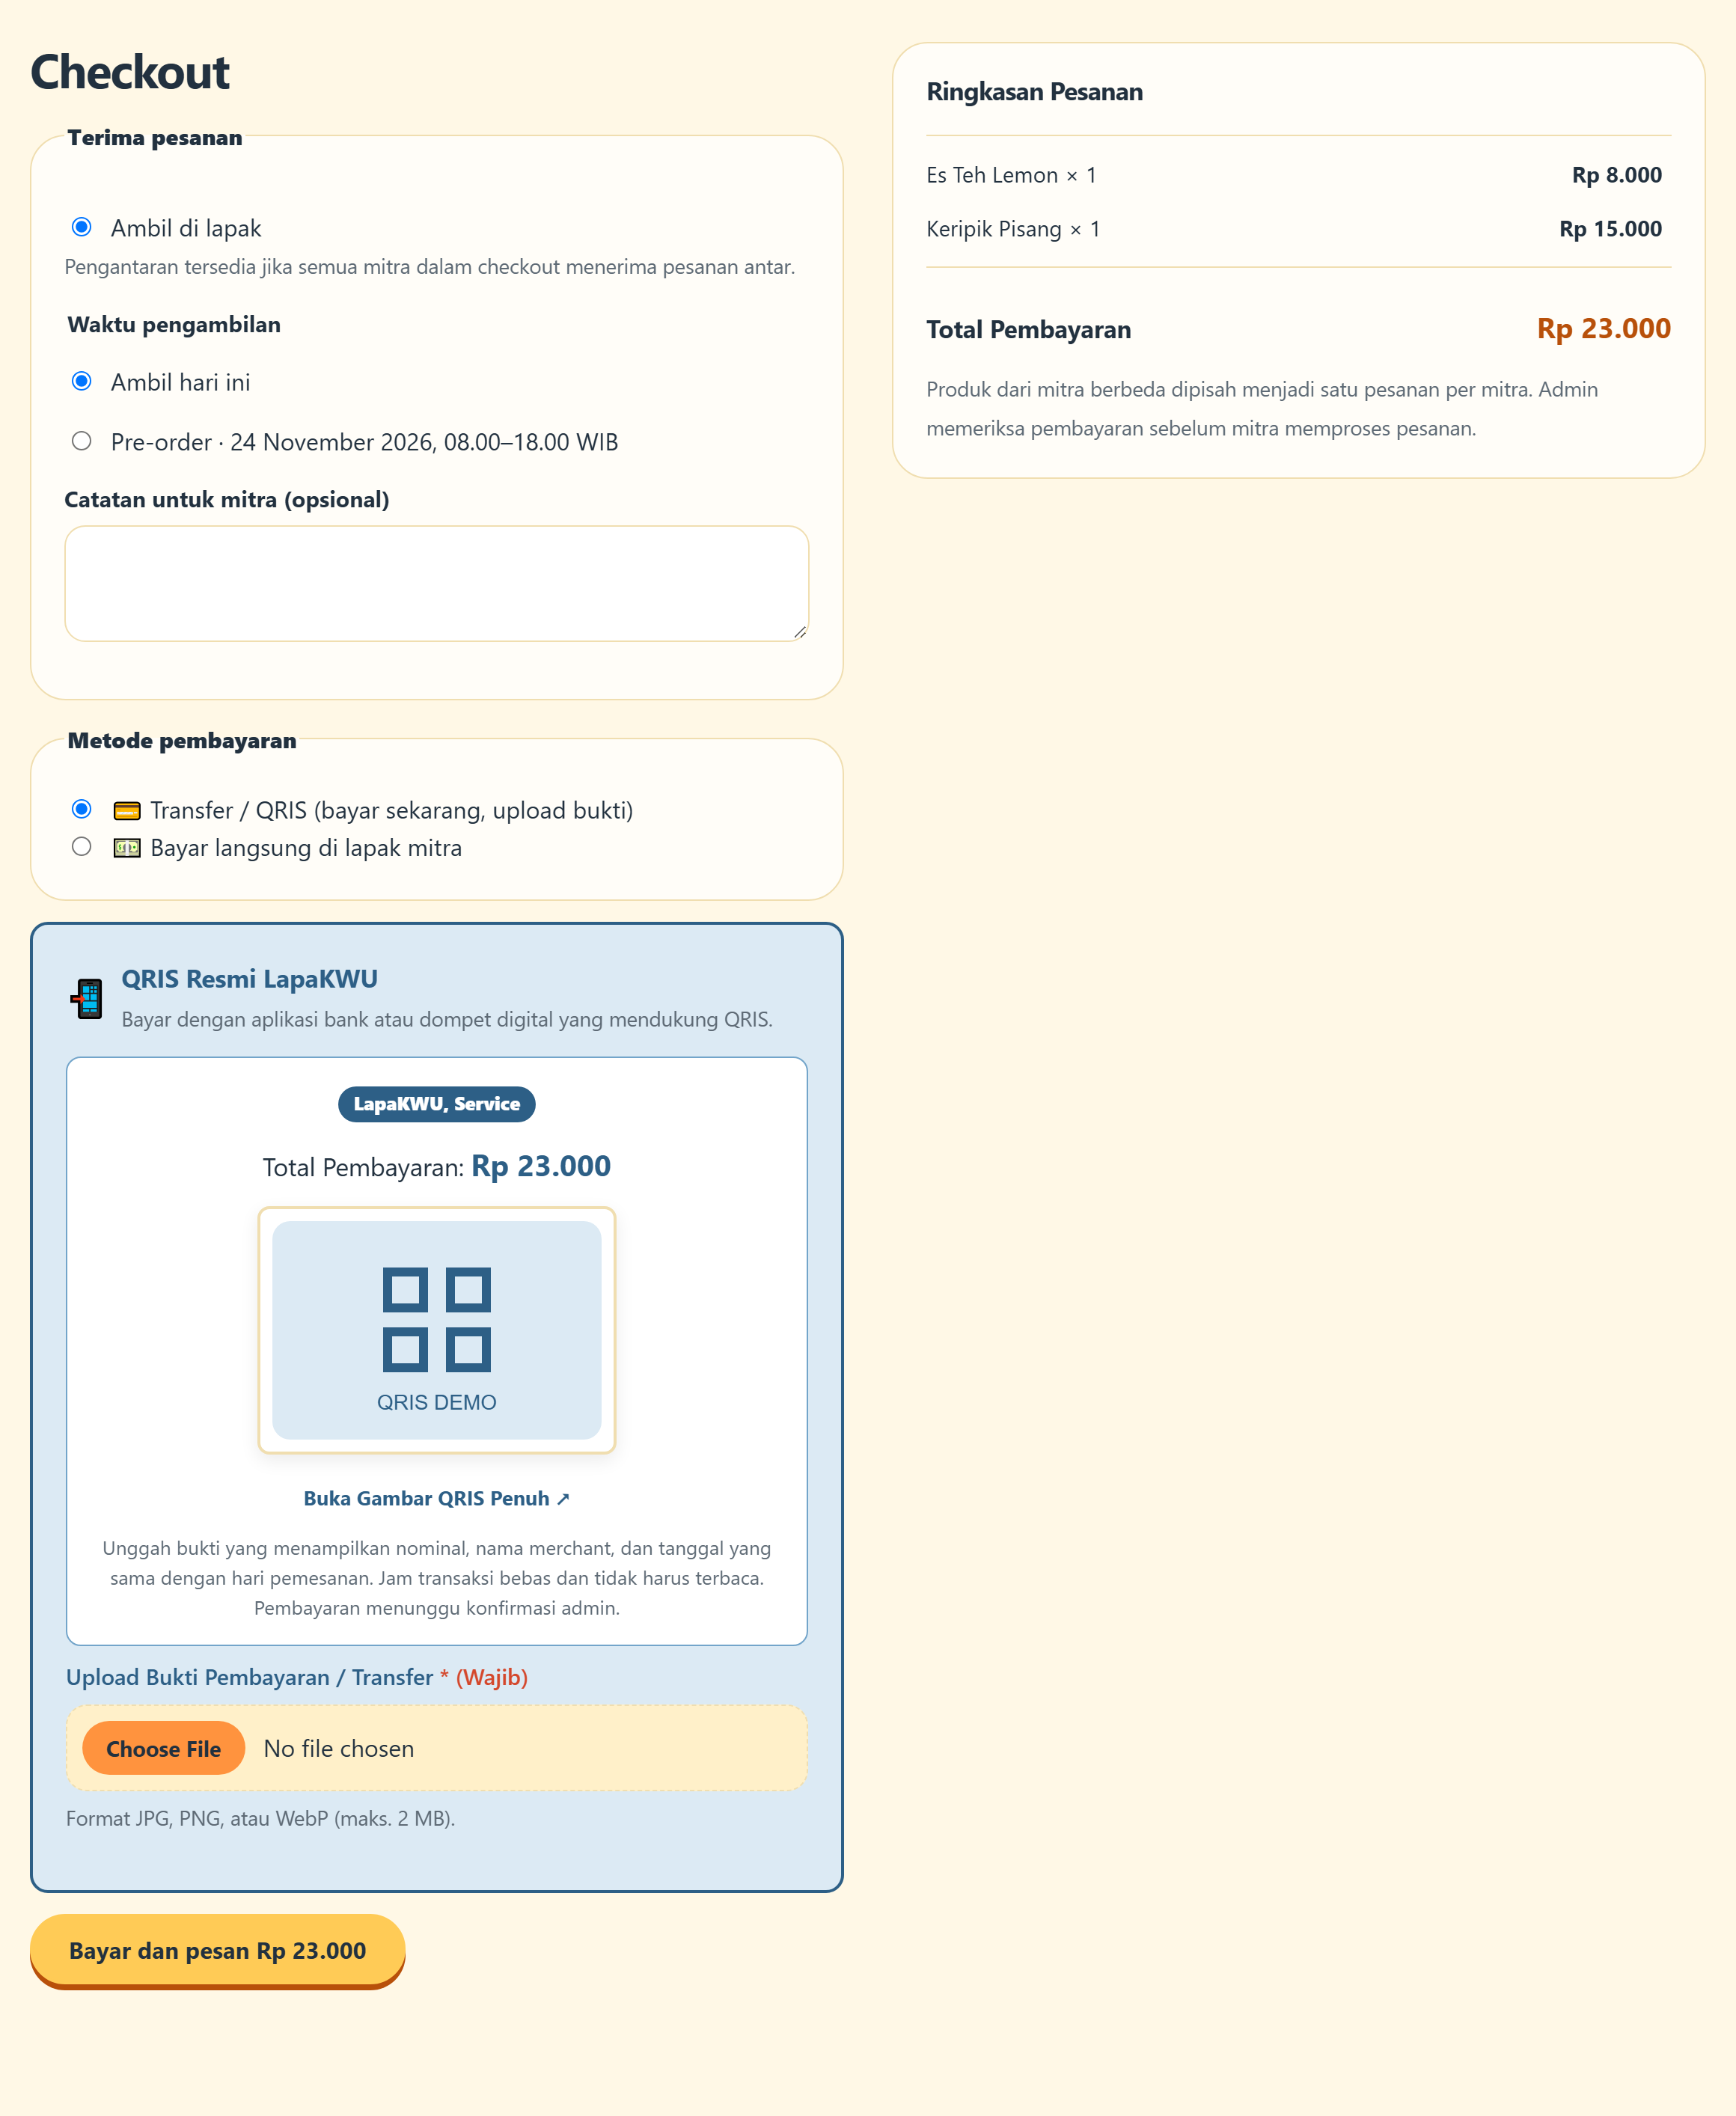 Checkout
Terima pesanan
Ambil di lapak
Pengantaran tersedia jika semua mitra dalam checkout menerima pesanan antar.
Waktu pengambilan
Ambil hari ini
Pre-order · 24 November 2026, 08.00–18.00 WIB
Catatan untuk mitra (opsional)
Metode pembayaran
💳 Transfer / QRIS (bayar sekarang, upload bukti)
💵 Bayar langsung di lapak mitra
📲 QRIS Resmi LapaKWU
Bayar dengan aplikasi bank atau dompet digital yang mendukung QRIS.
LapaKWU, Service
Total Pembayaran: Rp 23.000
QRIS DEMO
Buka Gambar QRIS Penuh ↗
Unggah bukti yang menampilkan nominal, nama merchant, dan tanggal yang
sama dengan hari pemesanan. Jam transaksi bebas dan tidak harus terbaca.
Pembayaran menunggu konfirmasi admin.
Upload Bukti Pembayaran / Transfer * (Wajib)
Choose File No file chosen
Format JPG, PNG, atau WebP (maks. 2 MB).
Bayar dan pesan Rp 23.000
Ringkasan Pesanan
Es Teh Lemon × 1 Rp 8.000
Keripik Pisang × 1 Rp 15.000
Total Pembayaran Rp 23.000
Produk dari mitra berbeda dipisah menjadi satu pesanan per mitra. Admin
memeriksa pembayaran sebelum mitra memproses pesanan.